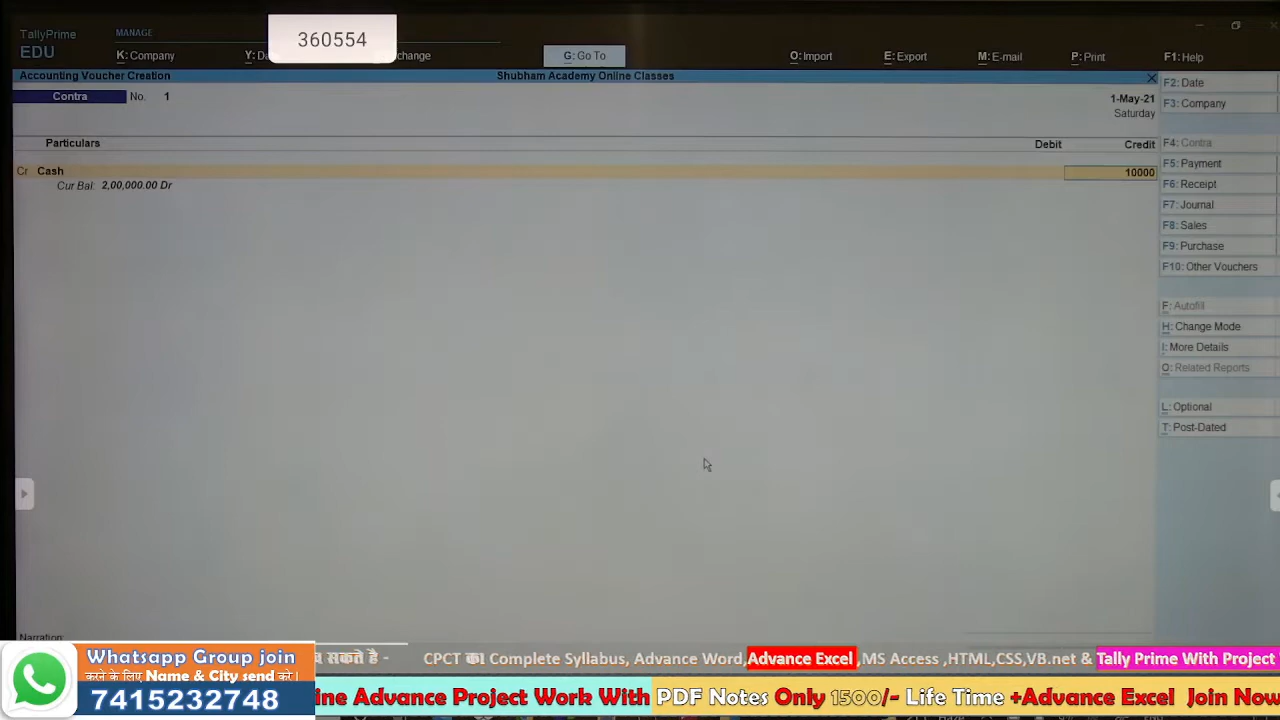 TallyPrime
MANAGE
360554
EDU
K: Company
change
G: Go To
O: Import
E: Export
M: E-mail
P: Print
F1: Help
Accounting Voucher Creation
Shubham Academy Online Classes
F2: Date
Contra No. 1
1-May-21
F3: Company
Saturday
Particulars
Debit
Credit
F4: Contra
Cr Cash
10000
F5: Payment
Cur Bal: 2,00,000.00 Dr
F6: Receipt
F7: Journal
F8: Sales
F9: Purchase
F10: Other Vouchers
F: Autofill
H: Change Mode
I: More Details
O: Related Reports
L: Optional
T: Post-Dated
Narration:
Whatsapp Group join
करने के लिए Name & City send करे।
7415232748
सकते है - CPCT का Complete Syllabus, Advance Word,Advance Excel ,MS Access ,HTML,CSS,VB.net & Tally Prime With Project
ine Advance Project Work With PDF Notes Only 1500/- Life Time +Advance Excel Join Now